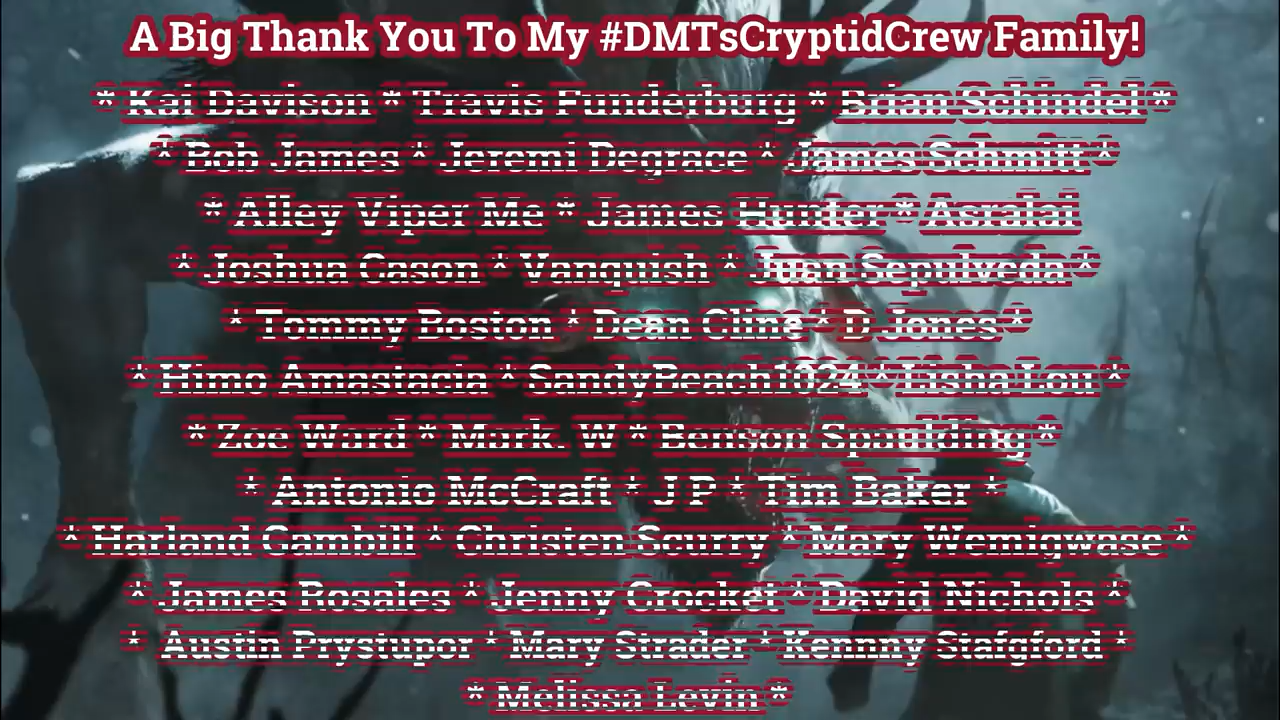 A Big Thank You To My #DMTsCryptidCrew Family!
* Kai Davison * Travis Funderburg * Brian Schindel *
* Bob James * Jeremi Degrace * James Schmitt *
* Alley Viper Me * James Hunter * Asralai
* Joshua Cason * Vanquish * Juan Sepulveda *
* Tommy Boston * Dean Cline * D Jones *
* Himo Amastacia * SandyBeach1024 * Lisha Lou *
* Zoe Ward * Mark. W * Benson Spaulding *
* Antonio McCraft * J P * Tim Baker *
* Harland Gambill * Christen Scurry * Mary Wemigwase *
* James Rosales * Jenny Crocket * David Nichols *
* Austin Prystupor * Mary Strader * Kennny Stafgford *
* Melissa Levin *